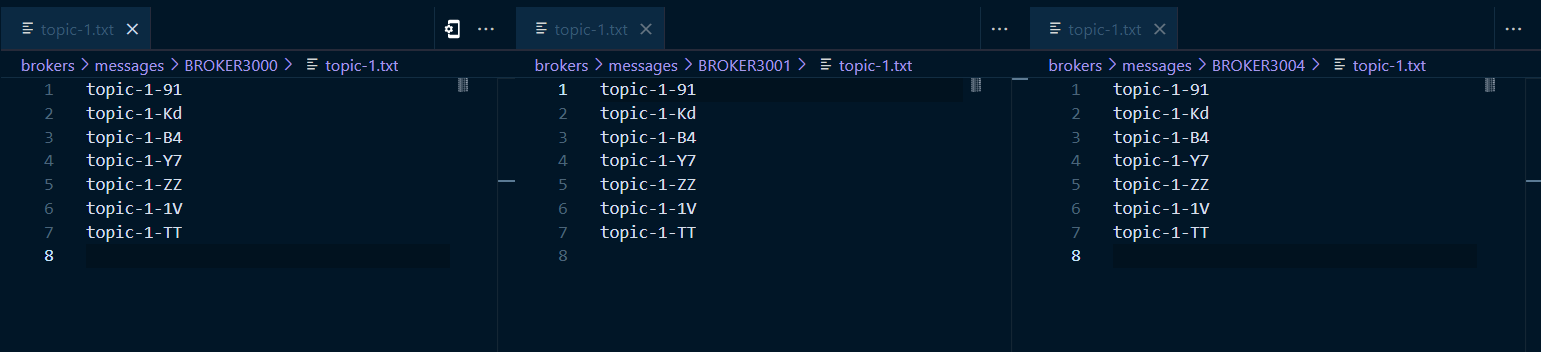 topic-1.txt
brokers > messages > BROKER3000 > topic-1.txt
1 topic-1-91
2 topic-1-Kd
3 topic-1-B4
4 topic-1-Y7
5 topic-1-ZZ
6 topic-1-1V
7 topic-1-TT
8
topic-1.txt
brokers > messages > BROKER3001 > topic-1.txt
1 topic-1-91
2 topic-1-Kd
3 topic-1-B4
4 topic-1-Y7
5 topic-1-ZZ
6 topic-1-1V
7 topic-1-TT
8
topic-1.txt
brokers > messages > BROKER3004 > topic-1.txt
1 topic-1-91
2 topic-1-Kd
3 topic-1-B4
4 topic-1-Y7
5 topic-1-ZZ
6 topic-1-1V
7 topic-1-TT
8